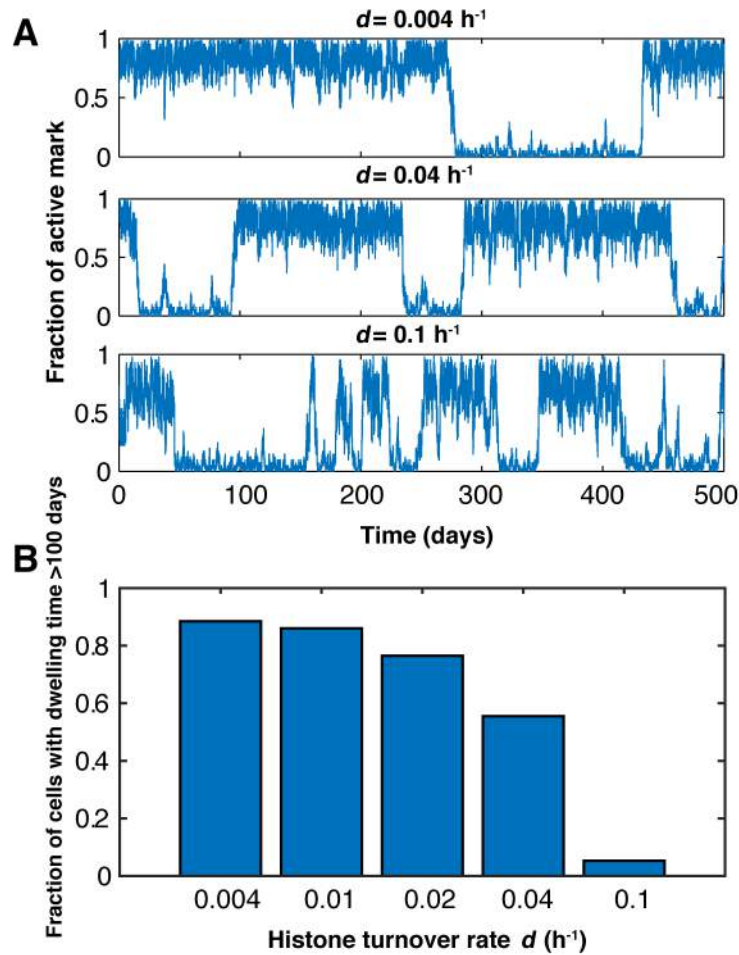 A
d = 0.004 h-1
1
0.5
0
d = 0.04 h-1
1
0.5
0
d = 0.1 h-1
1
0.5
0
Fraction of active mark
0 100 200 300 400 500
Time (days)
B
Fraction of cells with dwelling time >100 days
1
0.8
0.6
0.4
0.2
0
0.004 0.01 0.02 0.04 0.1
Histone turnover rate d (h-1)